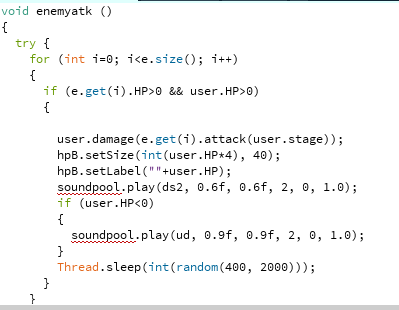 void enemyatk ()
{
try {
for (int i=0; i<e.size(); i++)
{
if (e.get(i).HP>0 && user.HP>0)
{
user.damage(e.get(i).attack(user.stage));
hpB.setSize(int(user.HP*4), 40);
hpB.setLabel(""+user.HP);
soundpool.play(ds2, 0.6f, 0.6f, 2, 0, 1.0);
if (user.HP<0)
{
soundpool.play(ud, 0.9f, 0.9f, 2, 0, 1.0);
}
Thread.sleep(int(random(400, 2000)));
}
}